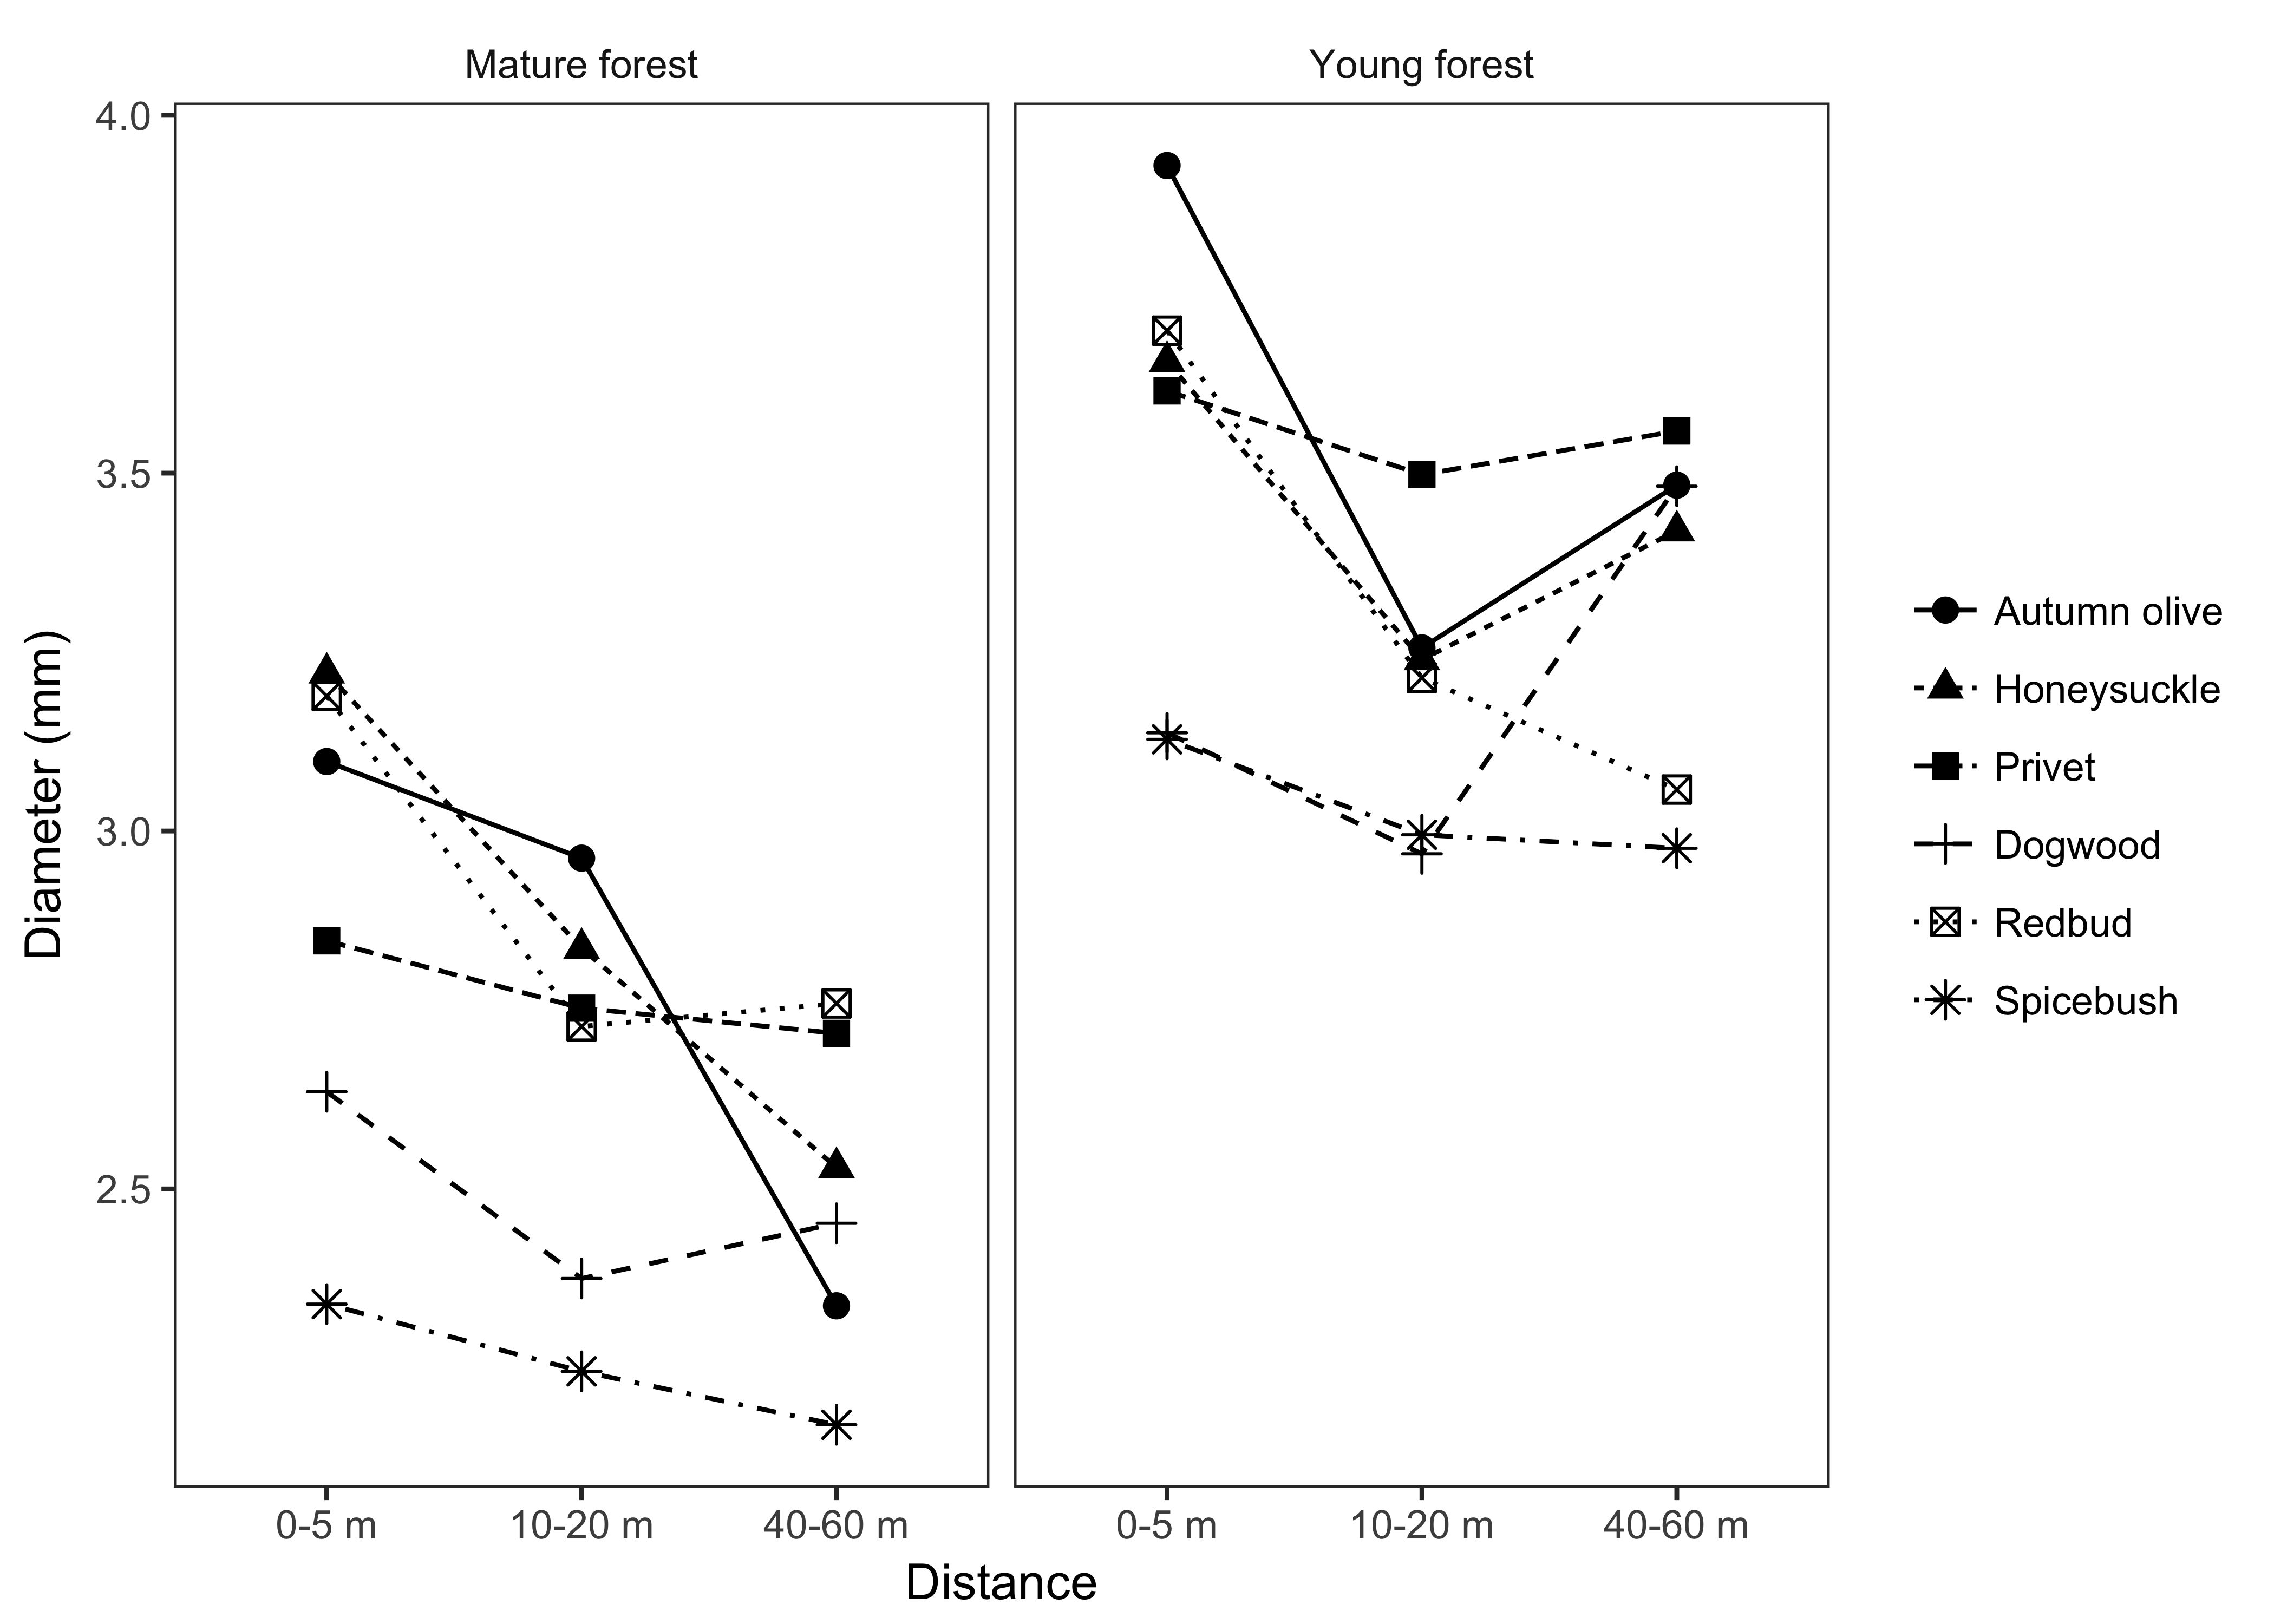 Mature forest
Young forest
4.0
3.5
3.0
2.5
Diameter (mm)
0-5 m
10-20 m
40-60 m
0-5 m
10-20 m
40-60 m
Distance
Autumn olive
Honeysuckle
Privet
Dogwood
Redbud
Spicebush